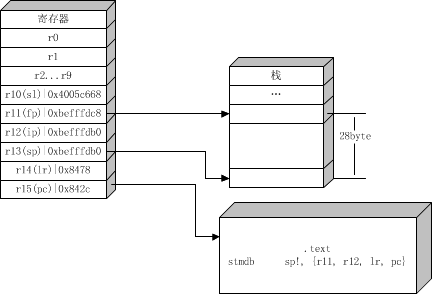 寄存器
r0
r1
r2...r9
r10(sl)|0x4005c668
r11(fp)|0xbefffdc8
r12(ip)|0xbefffdb0
r13(sp)|0xbefffdb0
r14(lr)|0x8478
r15(pc)|0x842c
栈
…
28byte
.text
stmdb sp!, {r11, r12, lr, pc}